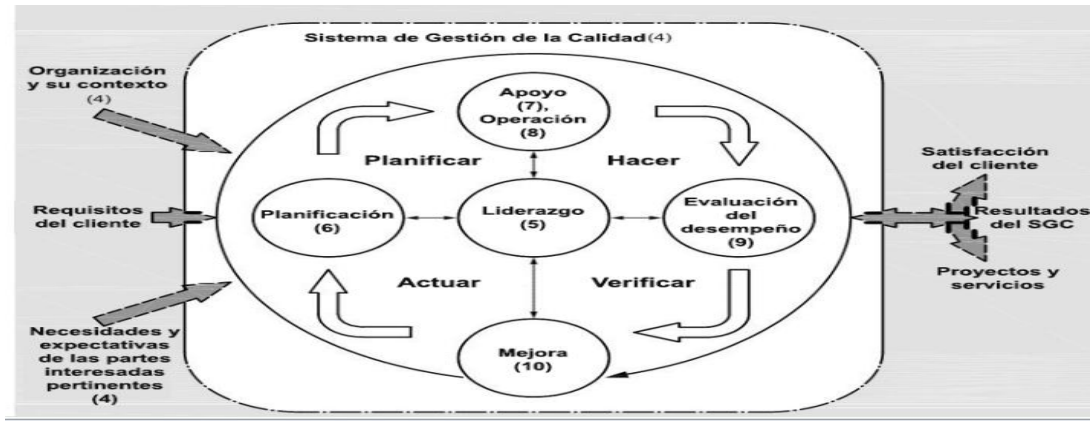 Sistema de Gestión de la Calidad(4)
Organización
y su contexto
(4)
Requisitos
del cliente
Necesidades y
expectativas
de las partes
interesadas
pertinentes
(4)
Apoyo
(7),
Operación
(8)
Planificar
Hacer
Planificación
(6)
Liderazgo
(5)
Evaluación
del
desempeño
(9)
Actuar
Verificar
Mejora
(10)
Satisfacción
del cliente
Resultados
del SGC
Proyectos y
servicios